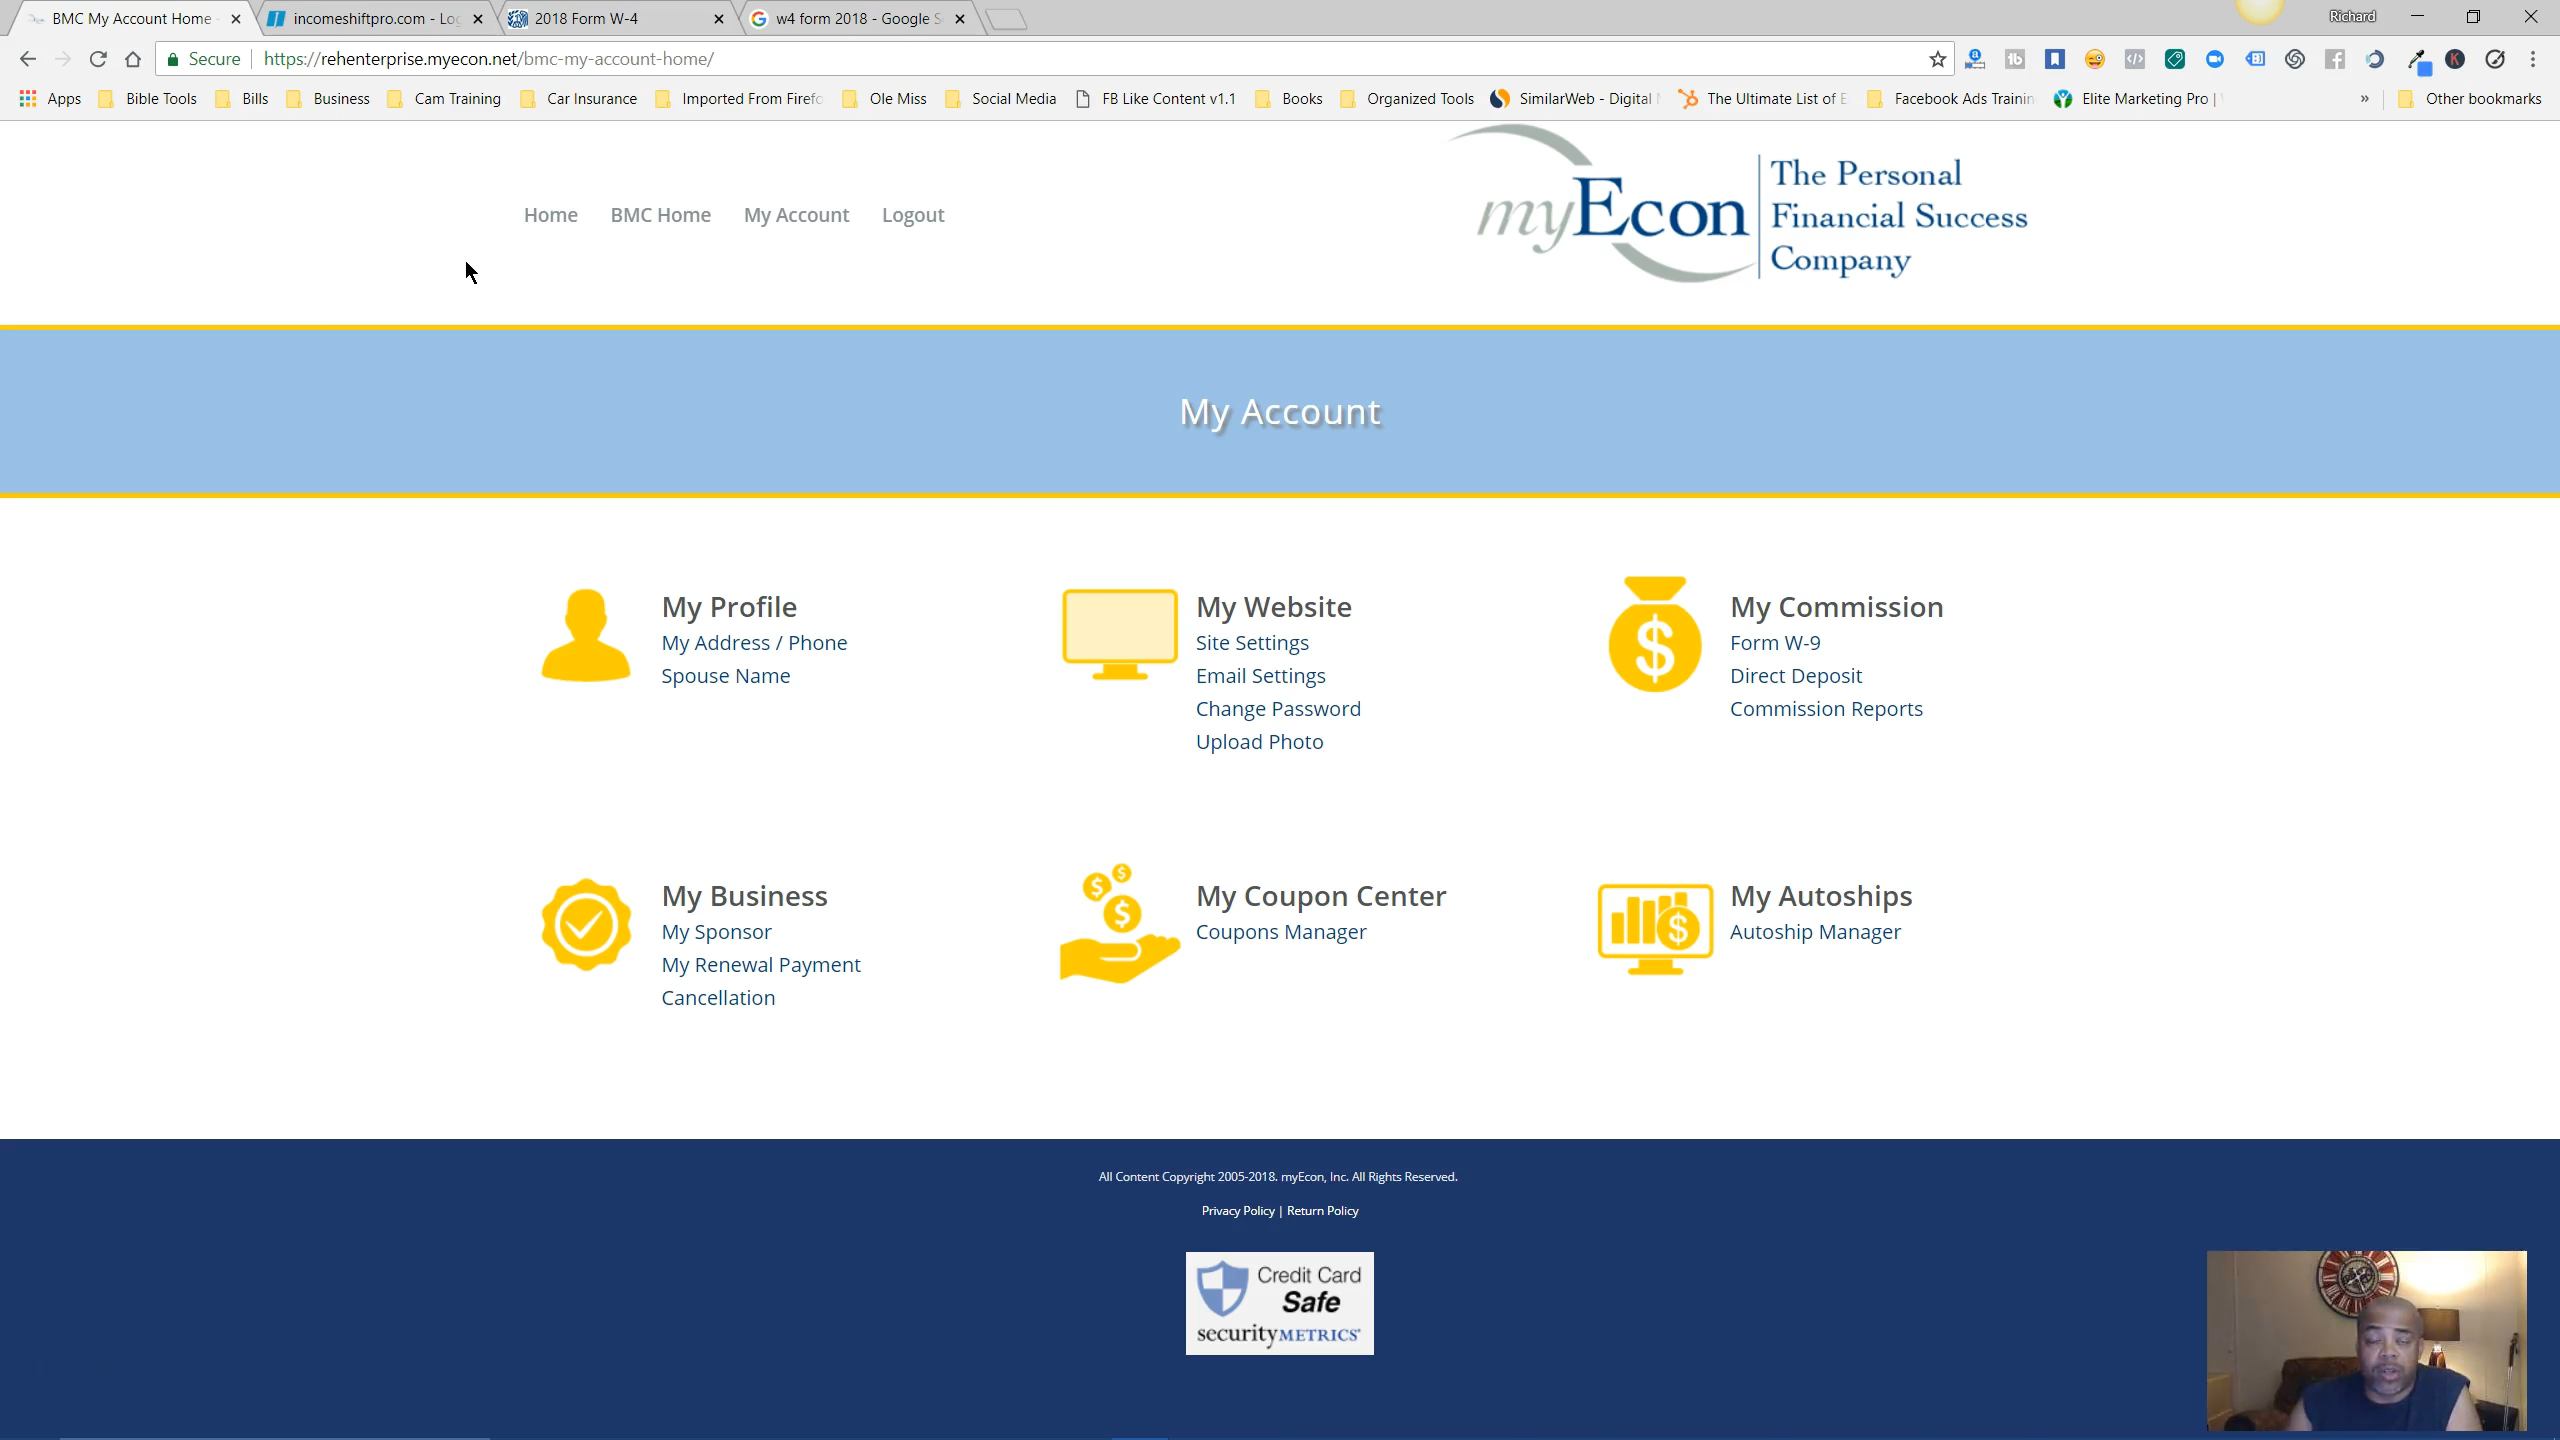 BMC My Account Home
incomeshiftpro.com - Lo
2018 Form W-4
w4 form 2018 - Google S
Richard
Secure
https://rehenterprise.myecon.net/bmc-my-account-home/
Apps
Bible Tools
Bills
Business
Cam Training
Car Insurance
Imported From Firefo
Ole Miss
Social Media
FB Like Content v1.1
Books
Organized Tools
SimilarWeb - Digital
The Ultimate List of E
Facebook Ads Trainin
Elite Marketing Pro |
»
Other bookmarks
Home
BMC Home
My Account
Logout
myEcon
The Personal
Financial Success
Company
My Account
My Profile
My Address / Phone
Spouse Name
My Website
Site Settings
Email Settings
Change Password
Upload Photo
My Commission
Form W-9
Direct Deposit
Commission Reports
My Business
My Sponsor
My Renewal Payment
Cancellation
My Coupon Center
Coupons Manager
My Autoships
Autoship Manager
All Content Copyright 2005-2018. myEcon, Inc. All Rights Reserved.
Privacy Policy | Return Policy
Credit Card
Safe
securityMETRICS